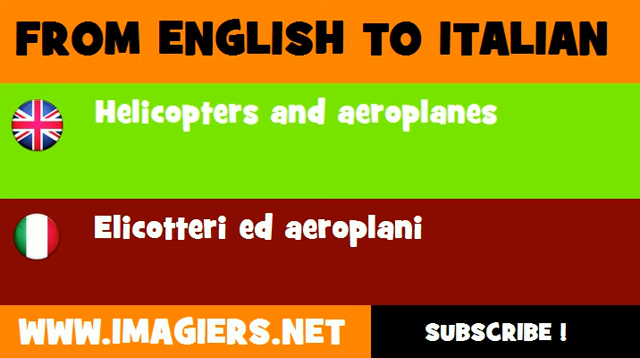 FROM ENGLISH TO ITALIAN
Helicopters and aeroplanes
Elicotteri ed aeroplani
WWW.IMAGIERS.NET
SUBSCRIBE !